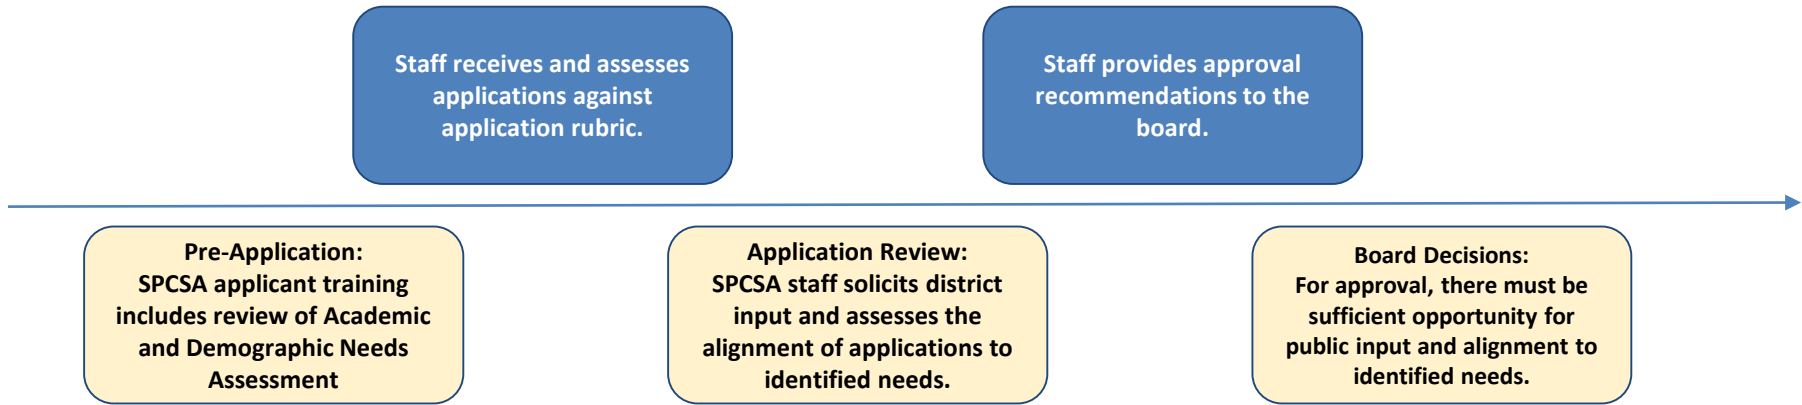 Staff receives and assesses
applications against
application rubric.
Staff provides approval
recommendations to the
board.
Pre-Application:
SPCSA applicant training
includes review of Academic
and Demographic Needs
Assessment
Application Review:
SPCSA staff solicits district
input and assesses the
alignment of applications to
identified needs.
Board Decisions:
For approval, there must be
sufficient opportunity for
public input and alignment to
identified needs.